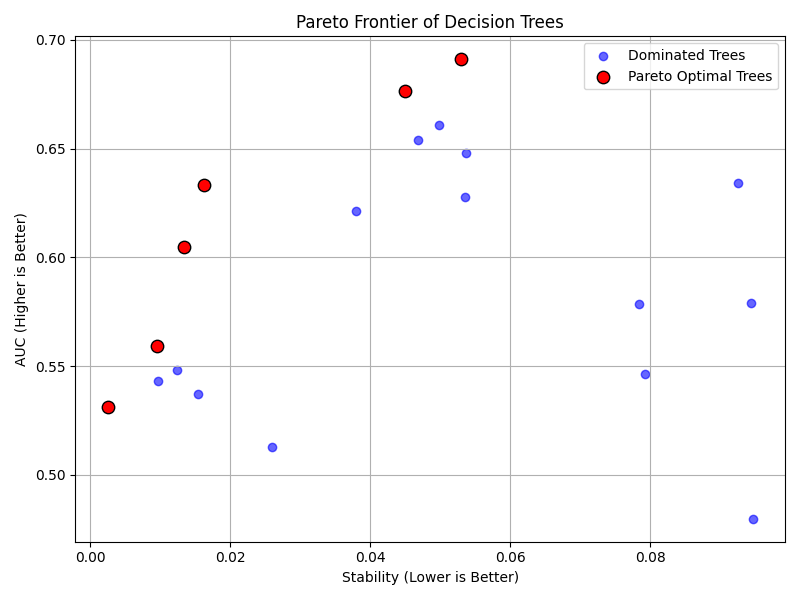 Pareto Frontier of Decision Trees
Dominated Trees
Pareto Optimal Trees
AUC (Higher is Better)
0.70
0.65
0.60
0.55
0.50
0.00
0.02
0.04
0.06
0.08
Stability (Lower is Better)